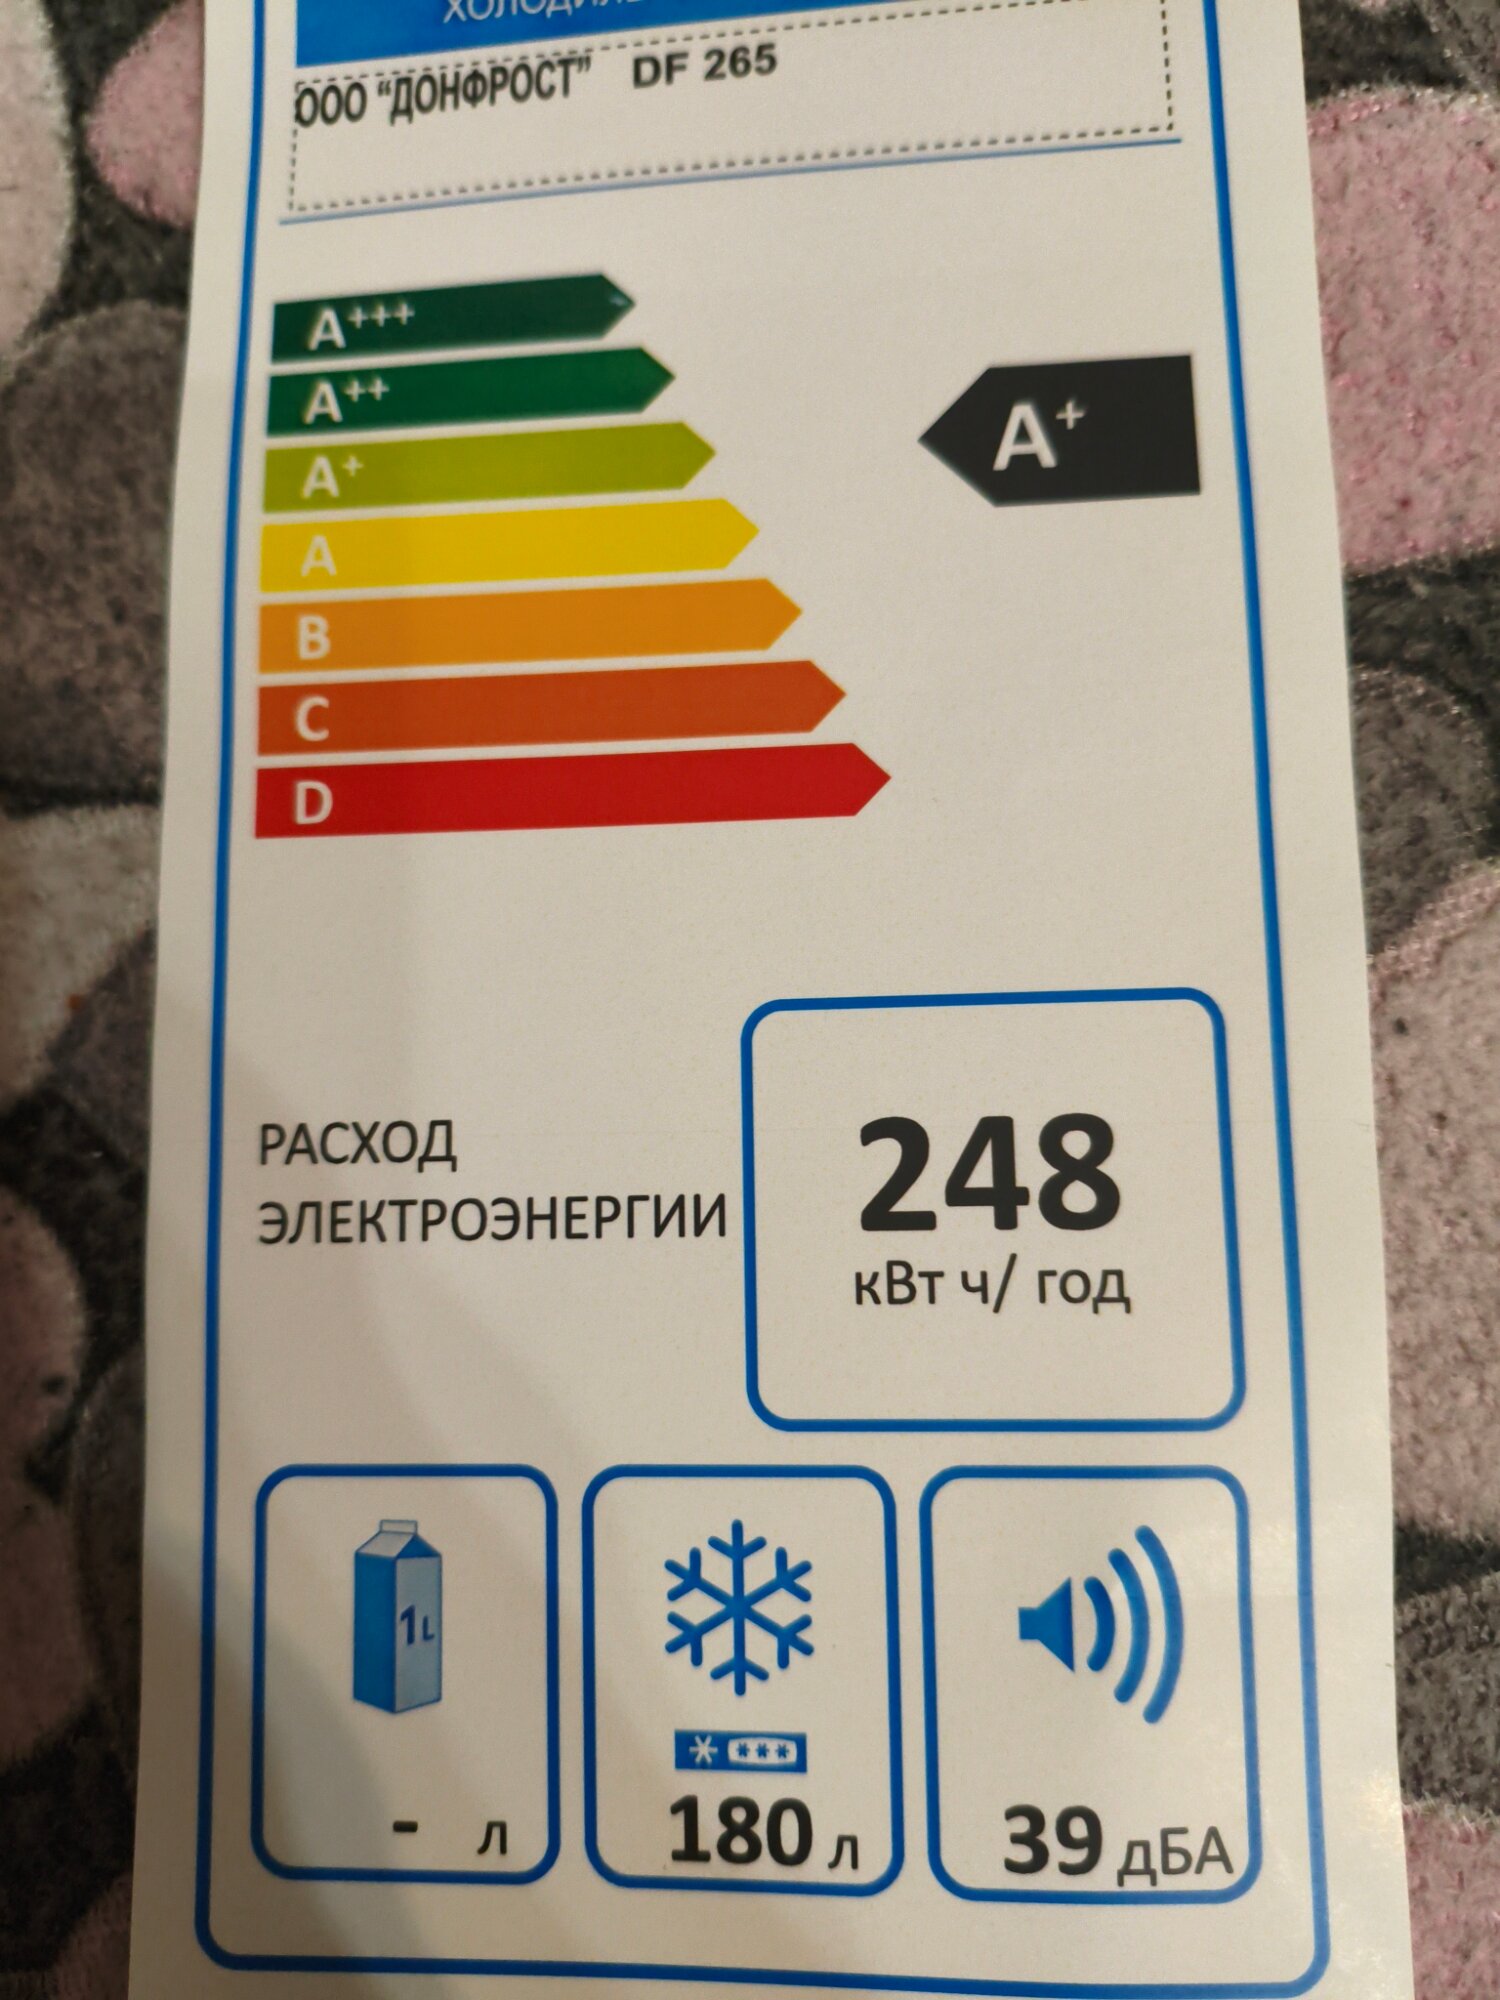 ООО “ДОНФРОСТ” DF 265
A+++
A++
A+
A
B
C
D
A+
РАСХОД
ЭЛЕКТРОЭНЕРГИИ
248
кВт ч/ год
1L
- л
180 л
39 дБА